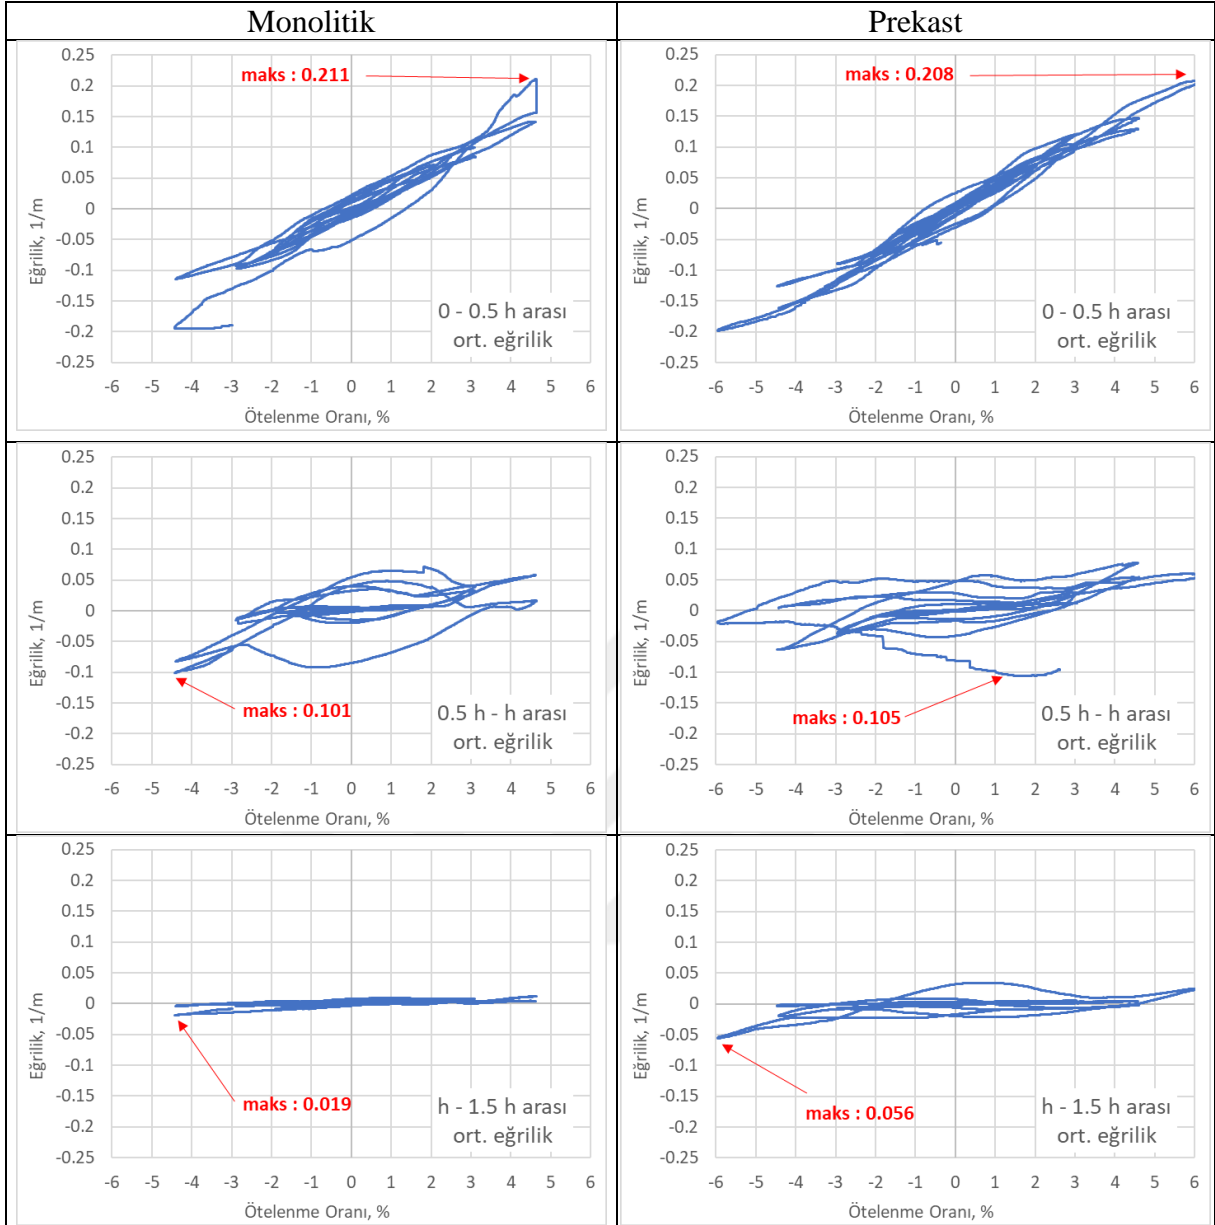 Monolitik
Prekast
0.25
0.2
0.15
0.1
0.05
0
-0.05
-0.1
-0.15
-0.2
-0.25
Eğrilik, 1/m
maks : 0.211
0 - 0.5 h arası
ort. eğrilik
-6 -5 -4 -3 -2 -1 0 1 2 3 4 5 6
Ötelenme Oranı, %
0.25
0.2
0.15
0.1
0.05
0
-0.05
-0.1
-0.15
-0.2
-0.25
Eğrilik, 1/m
maks : 0.208
0 - 0.5 h arası
ort. eğrilik
-6 -5 -4 -3 -2 -1 0 1 2 3 4 5 6
Ötelenme Oranı, %
0.25
0.2
0.15
0.1
0.05
0
-0.05
-0.1
-0.15
-0.2
-0.25
Eğrilik, 1/m
maks : 0.101
0.5 h - h arası
ort. eğrilik
-6 -5 -4 -3 -2 -1 0 1 2 3 4 5 6
Ötelenme Oranı, %
0.25
0.2
0.15
0.1
0.05
0
-0.05
-0.1
-0.15
-0.2
-0.25
Eğrilik, 1/m
maks : 0.105
0.5 h - h arası
ort. eğrilik
-6 -5 -4 -3 -2 -1 0 1 2 3 4 5 6
Ötelenme Oranı, %
0.25
0.2
0.15
0.1
0.05
0
-0.05
-0.1
-0.15
-0.2
-0.25
Eğrilik, 1/m
maks : 0.019
h - 1.5 h arası
ort. eğrilik
-6 -5 -4 -3 -2 -1 0 1 2 3 4 5 6
Ötelenme Oranı, %
0.25
0.2
0.15
0.1
0.05
0
-0.05
-0.1
-0.15
-0.2
-0.25
Eğrilik, 1/m
maks : 0.056
h - 1.5 h arası
ort. eğrilik
-6 -5 -4 -3 -2 -1 0 1 2 3 4 5 6
Ötelenme Oranı, %